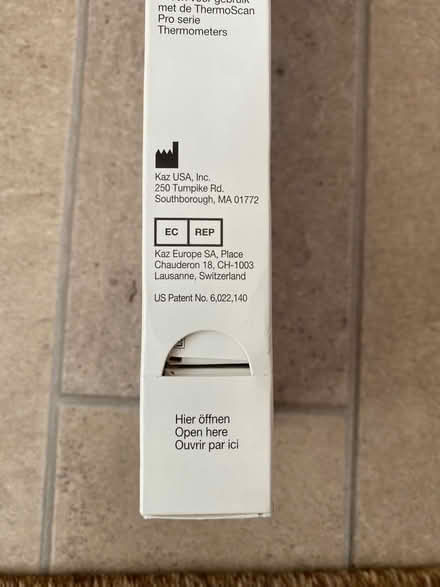 voor gebruik
met de ThermoScan
Pro serie
Thermometers
Kaz USA, Inc.
250 Turnpike Rd.
Southborough, MA 01772
EC REP
Kaz Europe SA, Place
Chauderon 18, CH-1003
Lausanne, Switzerland
US Patent No. 6,022,140
Hier öffnen
Open here
Ouvrir par ici